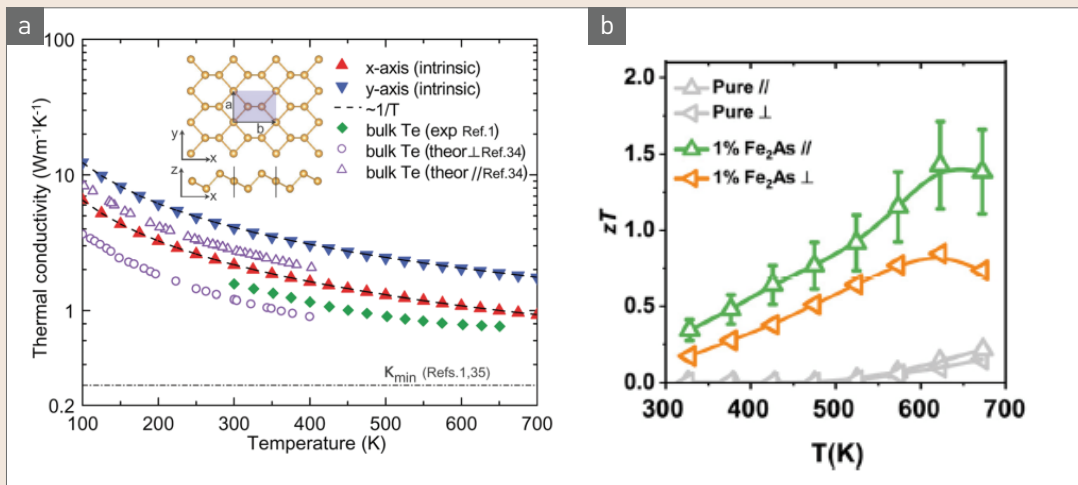 a
100
10
1
0.2
Thermal conductivity (Wm⁻¹K⁻¹)
x-axis (intrinsic)
y-axis (intrinsic)
~1/T
bulk Te (exp Ref.1)
bulk Te (theor⊥Ref.34)
bulk Te (theor//Ref.34)
a
b
y
x
z
x
Kmin (Refs.1,35)
100 200 300 400 500 600 700
Temperature (K)
b
2.0
1.5
1.0
0.5
0.0
zT
Pure //
Pure ⊥
1% Fe₂As //
1% Fe₂As ⊥
300 400 500 600 700
T(K)